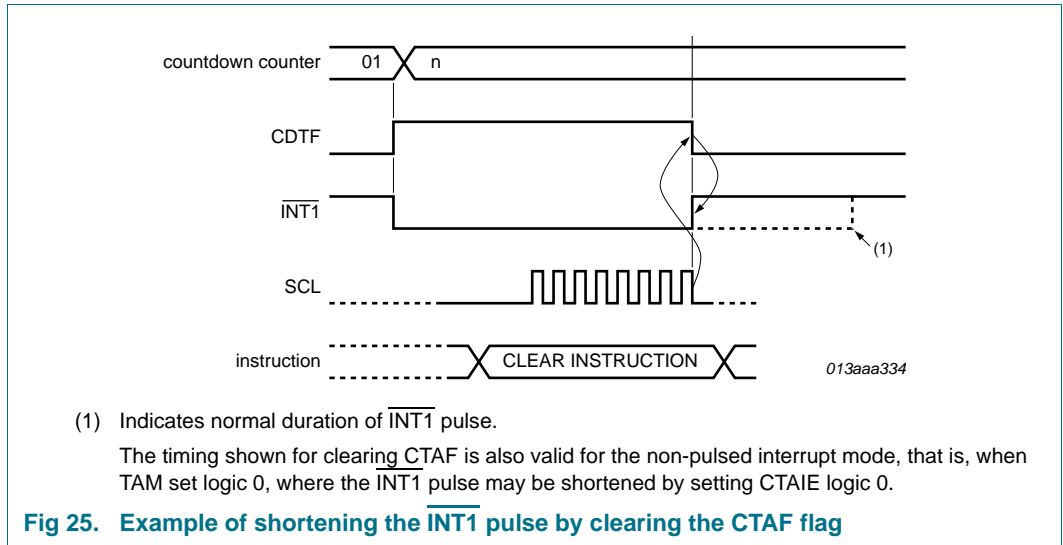 countdown counter 01 n
CDTF
INT1
(1)
SCL
instruction CLEAR INSTRUCTION
013aaa334
(1) Indicates normal duration of INT1 pulse.
The timing shown for clearing CTAF is also valid for the non-pulsed interrupt mode, that is, when
TAM set logic 0, where the INT1 pulse may be shortened by setting CTAIE logic 0.
Fig 25. Example of shortening the INT1 pulse by clearing the CTAF flag